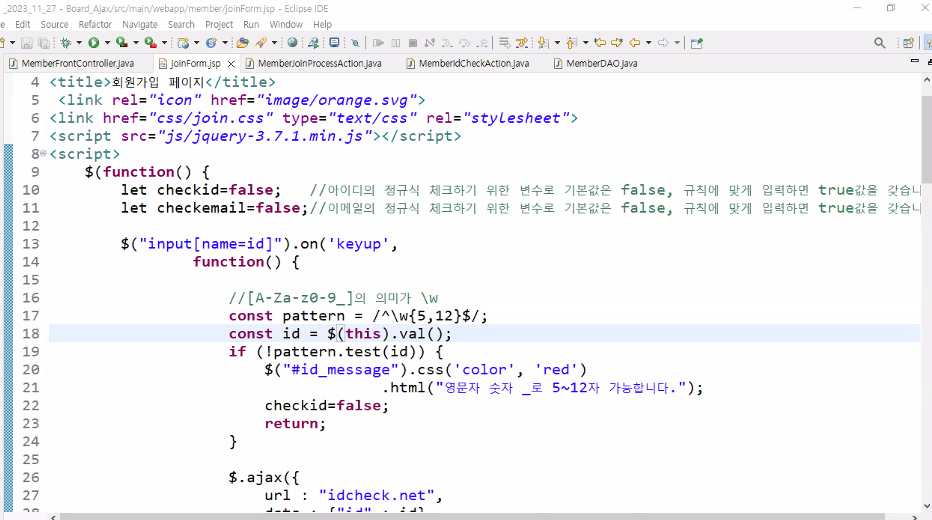 _2023_11_27 - Board_Ajax/src/main/webapp/member/joinForm.jsp - Eclipse IDE
Edit Source Refactor Navigate Search Project Run Window Help
MemberFrontController.java joinForm.jsp MemberJoinProcessAction.java MemberIdCheckAction.java MemberDAO.java
4 <title>회원가입 페이지</title>
5 <link rel="icon" href="image/orange.svg">
6 <link href="css/join.css" type="text/css" rel="stylesheet">
7 <script src="js/jquery-3.7.1.min.js"></script>
8 <script>
9 $(function() {
10 let checkid=false; //아이디의 정규식 체크하기 위한 변수로 기본값은 false, 규칙에 맞게 입력하면 true값을 갖습니
11 let checkemail=false;//이메일의 정규식 체크하기 위한 변수로 기본값은 false, 규칙에 맞게 입력하면 true값을 갖습니
12
13 $("input[name=id]").on('keyup',
14 function() {
15
16 //[A-Za-z0-9_]의 의미가 \w
17 const pattern = /^\w{5,12}$/;
18 const id = $(this).val();
19 if (!pattern.test(id)) {
20 $("#id_message").css('color', 'red')
21 .html("영문자 숫자 _로 5~12자 가능합니다.");
22 checkid=false;
23 return;
24 }
25
26 $.ajax({
27 url : "idcheck.net",
28 data : {"id" : id}